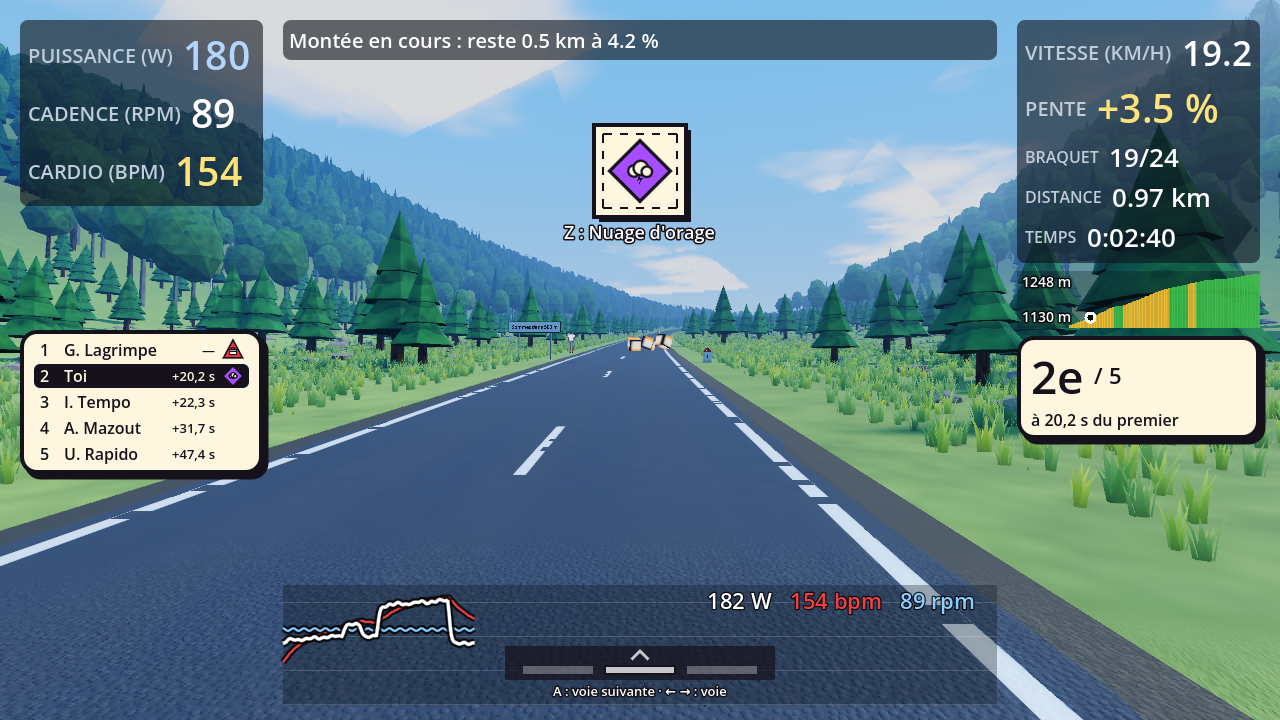 PUISSANCE (W) 180
CADENCE (RPM) 89
CARDIO (BPM) 154
Montée en cours : reste 0.5 km à 4.2 %
VITESSE (KM/H) 19.2
PENTE +3.5 %
BRAQUET 19/24
DISTANCE 0.97 km
TEMPS 0:02:40
Z : Nuage d'orage
1248 m
1130 m
1 G. Lagrimpe —
2 Toi +20,2 s
3 I. Tempo +22,3 s
4 A. Mazout +31,7 s
5 U. Rapido +47,4 s
2e / 5
à 20,2 s du premier
182 W 154 bpm 89 rpm
A : voie suivante · ← → : voie